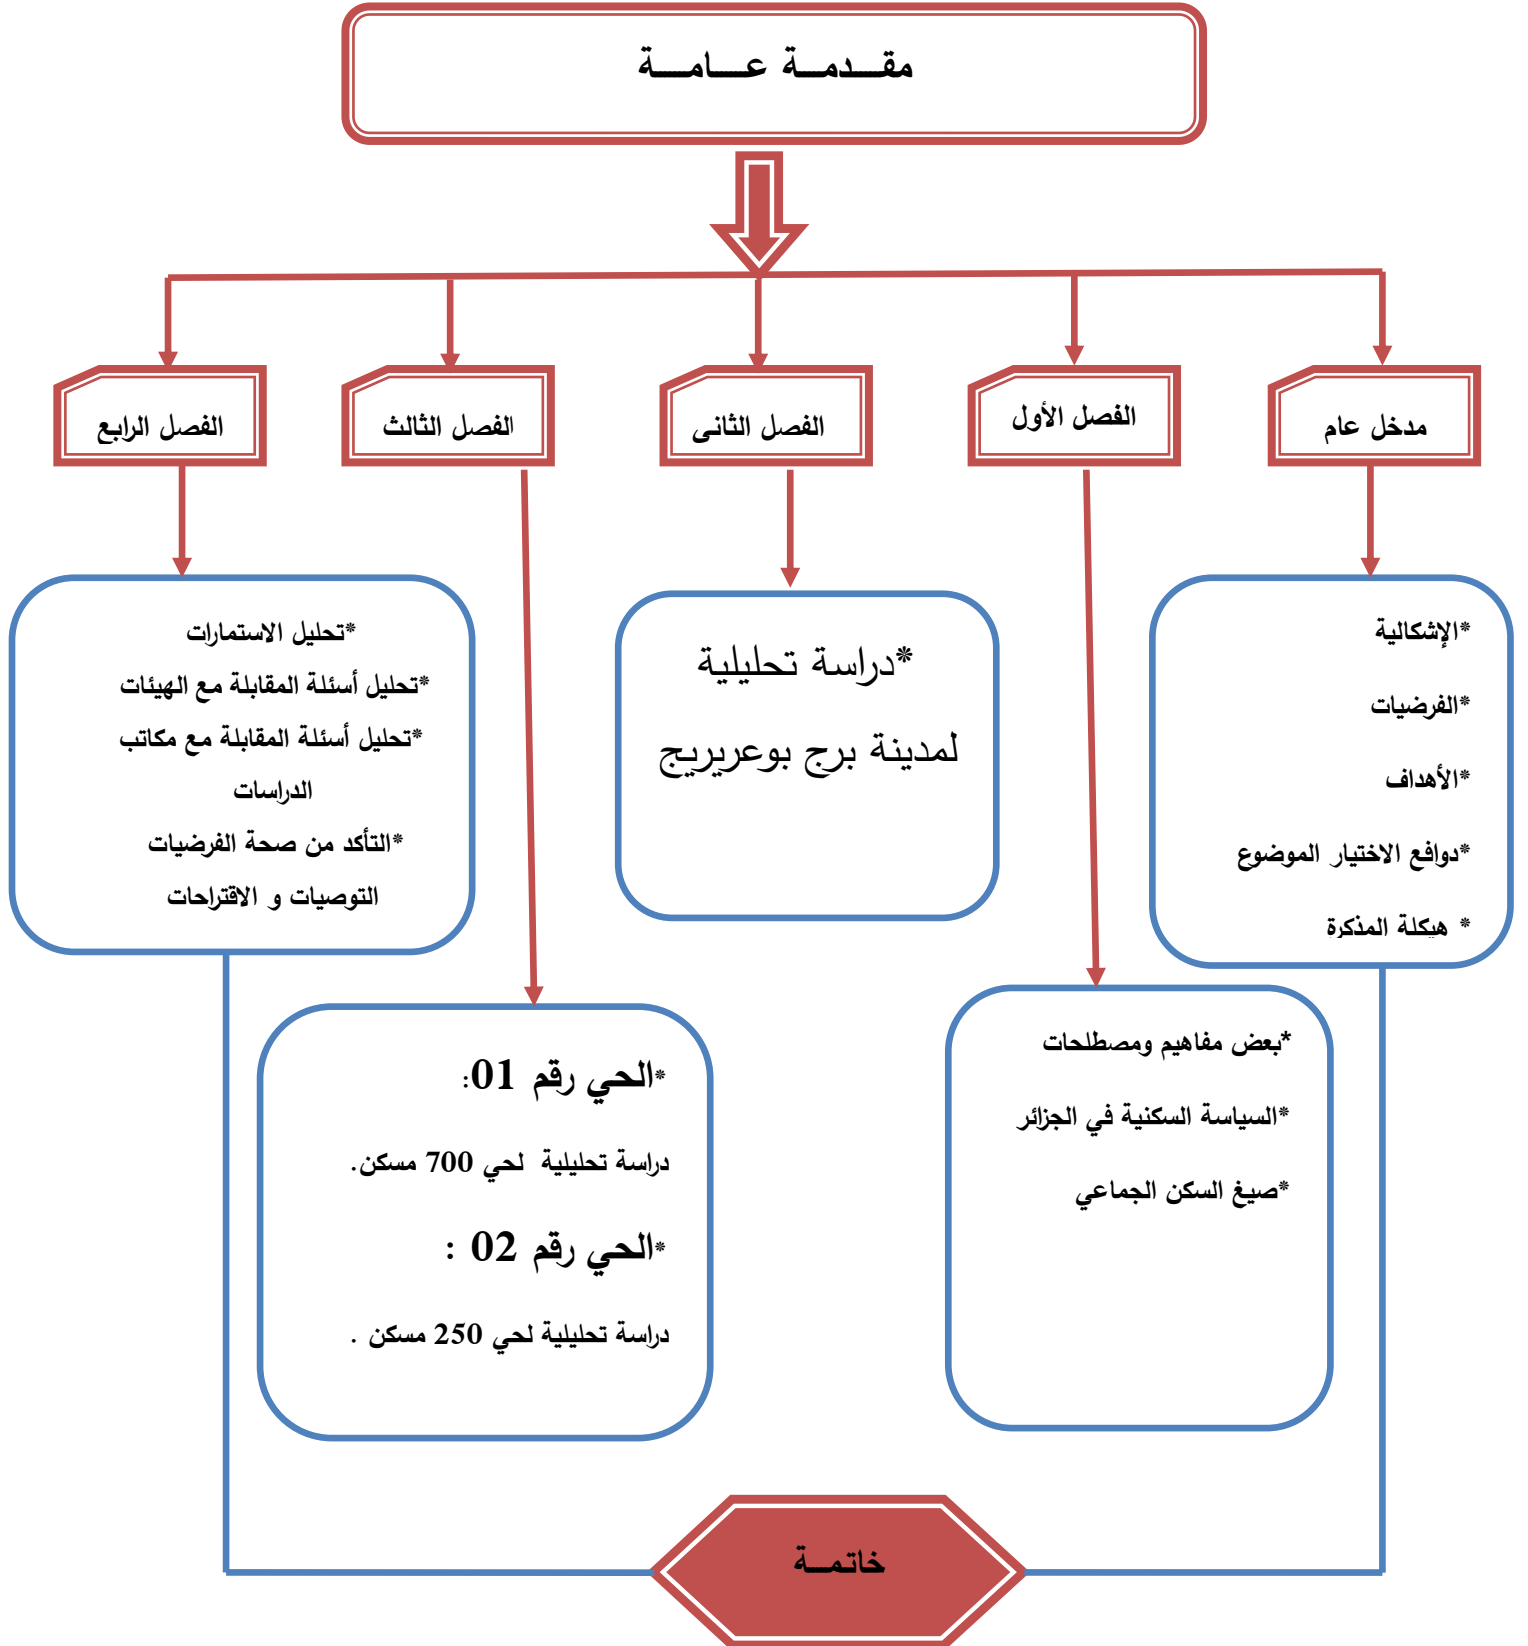 مقـــدمـــة عـــامـــة
مدخل عام
الفصل الأول
الفصل الثانى
الفصل الثالث
الفصل الرابع
*الإشكالية
*الفرضيات
*الأهداف
*دوافع الاختيار الموضوع
* هيكلة المذكرة
*بعض مفاهيم ومصطلحات
*السياسة السكنية في الجزائر
*صيغ السكن الجماعي
*دراسة تحليلية
لمدينة برج بوعريريج
*الحي رقم 01:
دراسة تحليلية لحي 700 مسكن.
*الحي رقم 02 :
دراسة تحليلية لحي 250 مسكن .
*تحليل الاستمارات
*تحليل أسئلة المقابلة مع الهيئات
*تحليل أسئلة المقابلة مع مكاتب
الدراسات
*التأكد من صحة الفرضيات
التوصيات و الاقتراحات
خاتمـــة